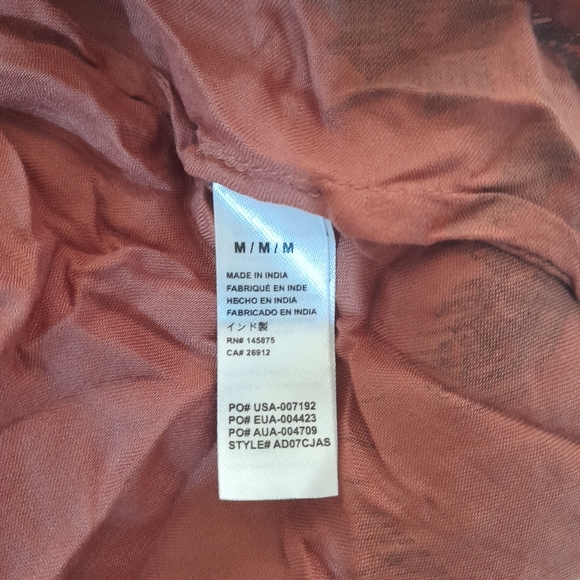 M / M / M
MADE IN INDIA
FABRIQUÉ EN INDE
HECHO EN INDIA
FABRICADO EN INDIA
インド製
RN# 145875
CA# 26912
PO# USA-007192
PO# EUA-004423
PO# AUA-004709
STYLE# AD07CJAS